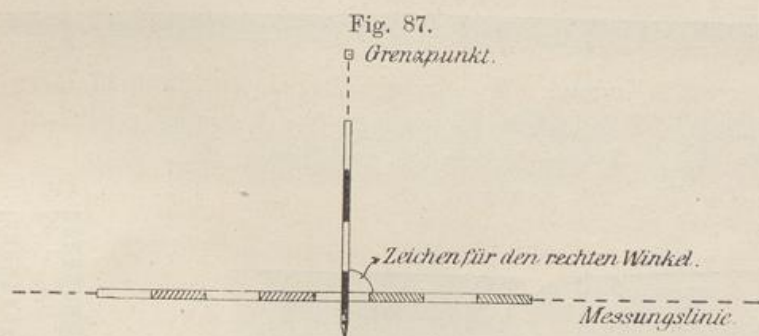 Fig. 87.
Grenzpunkt.
Zeichen für den rechten Winkel.
Messungslinie.